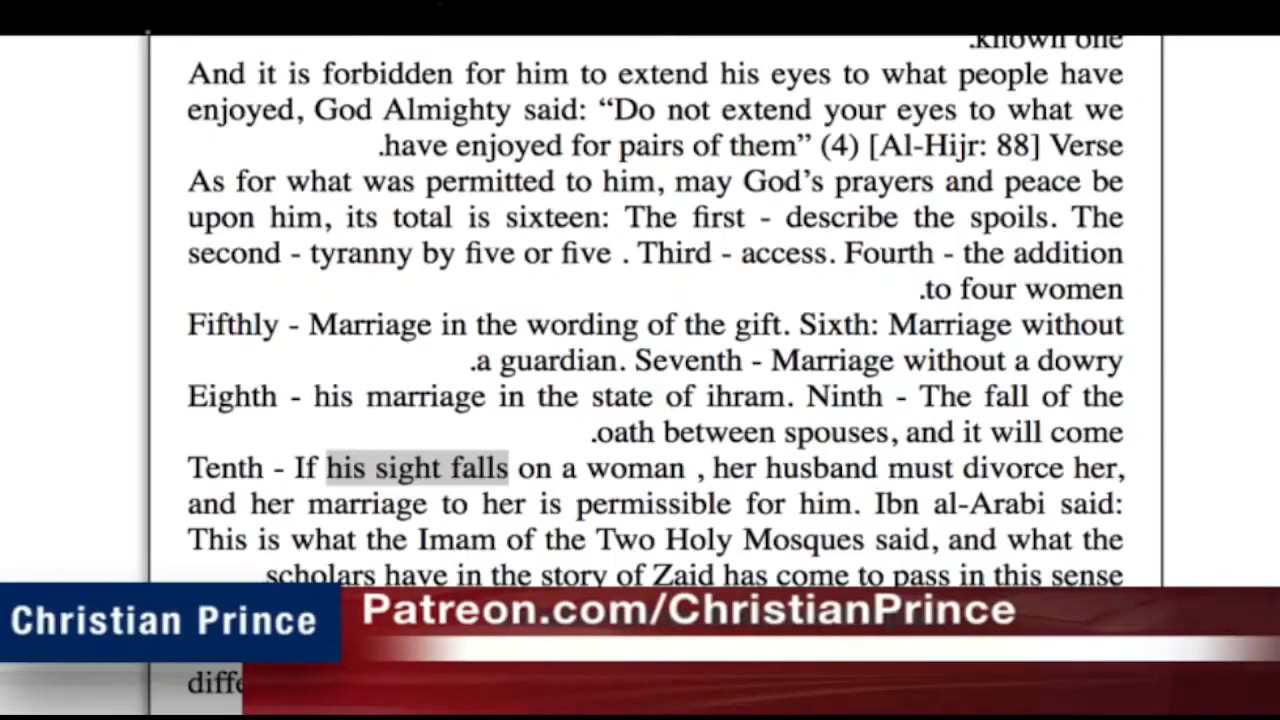 .known one
And it is forbidden for him to extend his eyes to what people have
enjoyed, God Almighty said: “Do not extend your eyes to what we
.have enjoyed for pairs of them” (4) [Al-Hijr: 88] Verse
As for what was permitted to him, may God’s prayers and peace be
upon him, its total is sixteen: The first - describe the spoils. The
second - tyranny by five or five . Third - access. Fourth - the addition
.to four women
Fifthly - Marriage in the wording of the gift. Sixth: Marriage without
.a guardian. Seventh - Marriage without a dowry
Eighth - his marriage in the state of ihram. Ninth - The fall of the
.oath between spouses, and it will come
Tenth - If his sight falls on a woman , her husband must divorce her,
and her marriage to her is permissible for him. Ibn al-Arabi said:
This is what the Imam of the Two Holy Mosques said, and what the
scholars have in the story of Zaid has come to pass in this sense
Christian Prince
Patreon.com/ChristianPrince